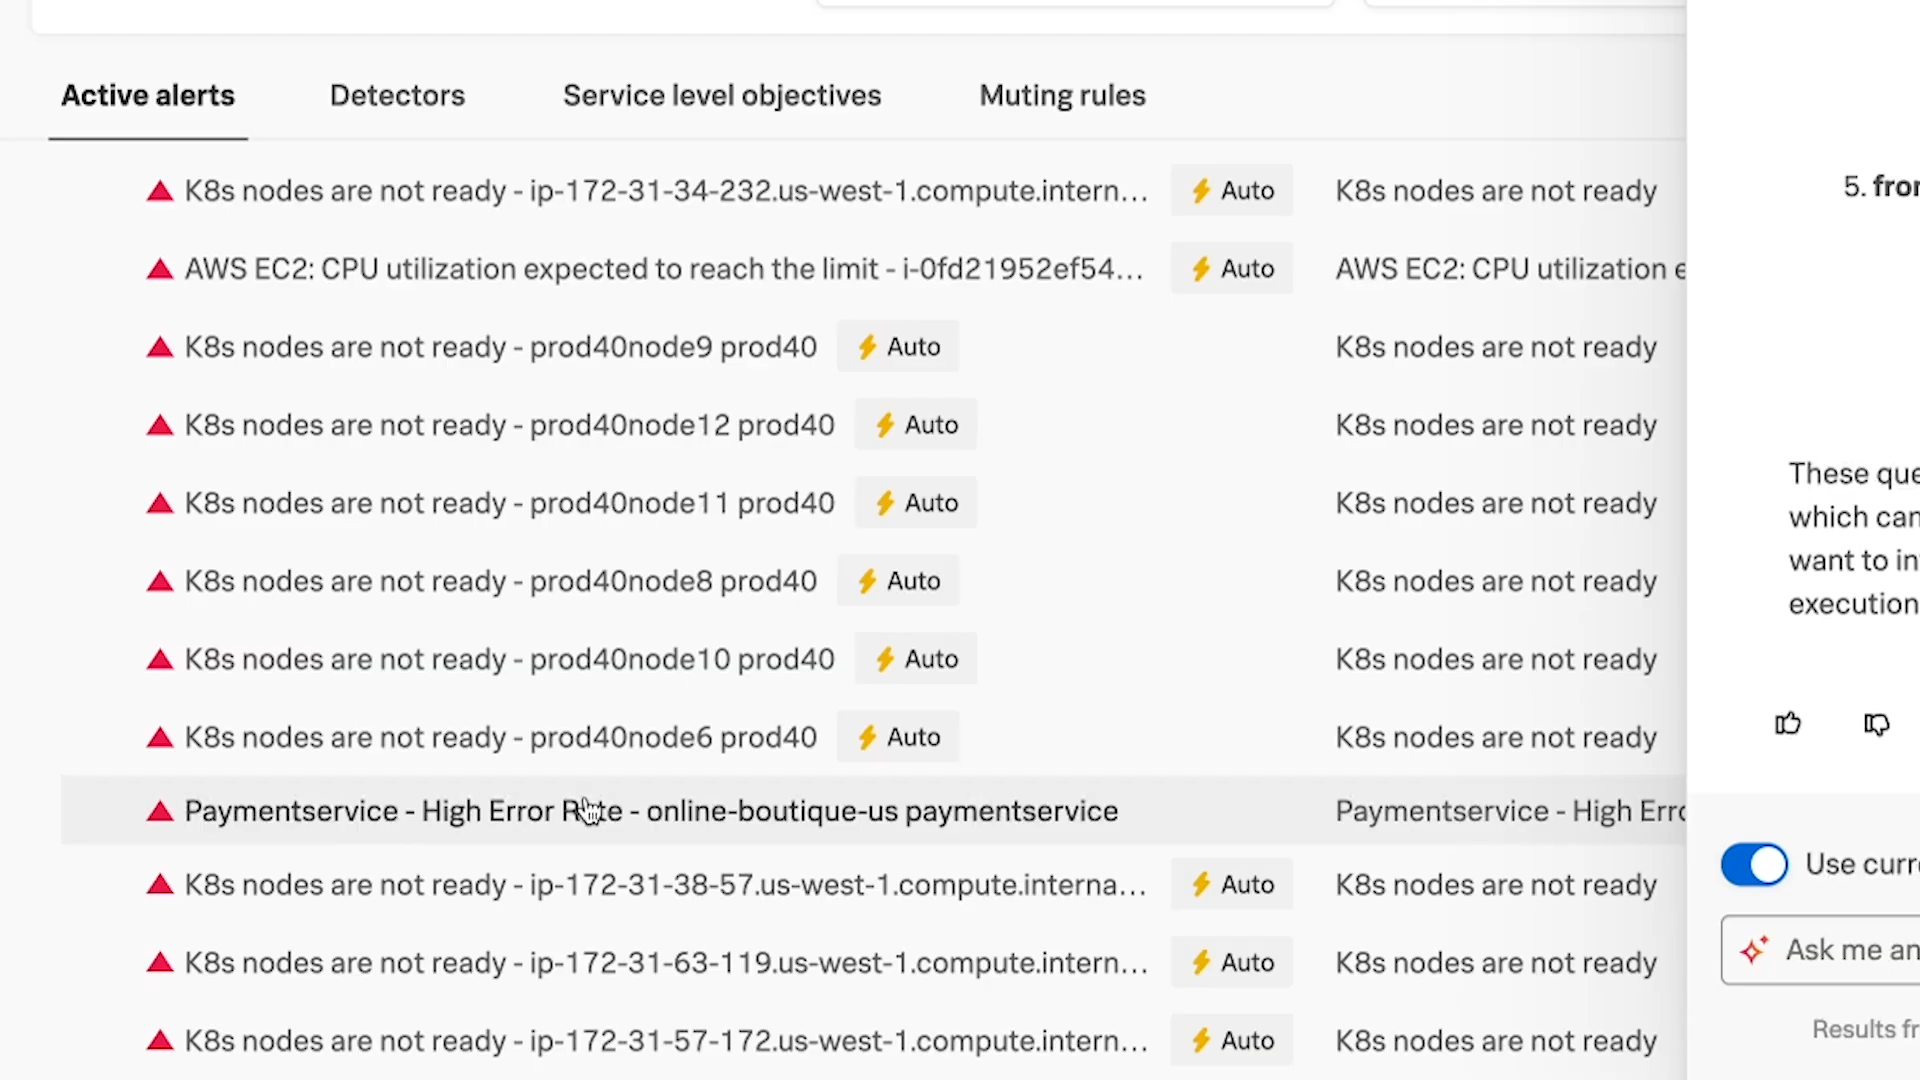 Active alerts Detectors Service level objectives Muting rules
K8s nodes are not ready - ip-172-31-34-232.us-west-1.compute.intern... Auto K8s nodes are not ready
AWS EC2: CPU utilization expected to reach the limit - i-0fd21952ef54... Auto AWS EC2: CPU utilization e
K8s nodes are not ready - prod40node9 prod40 Auto K8s nodes are not ready
K8s nodes are not ready - prod40node12 prod40 Auto K8s nodes are not ready
K8s nodes are not ready - prod40node11 prod40 Auto K8s nodes are not ready
K8s nodes are not ready - prod40node8 prod40 Auto K8s nodes are not ready
K8s nodes are not ready - prod40node10 prod40 Auto K8s nodes are not ready
K8s nodes are not ready - prod40node6 prod40 Auto K8s nodes are not ready
Paymentservice - High Error Rate - online-boutique-us paymentservice Paymentservice - High Erro
K8s nodes are not ready - ip-172-31-38-57.us-west-1.compute.interna... Auto K8s nodes are not ready
K8s nodes are not ready - ip-172-31-63-119.us-west-1.compute.intern... Auto K8s nodes are not ready
K8s nodes are not ready - ip-172-31-57-172.us-west-1.compute.intern... Auto K8s nodes are not ready
5. fron
These que
which can
want to in
execution
Use curre
Ask me an
Results fr